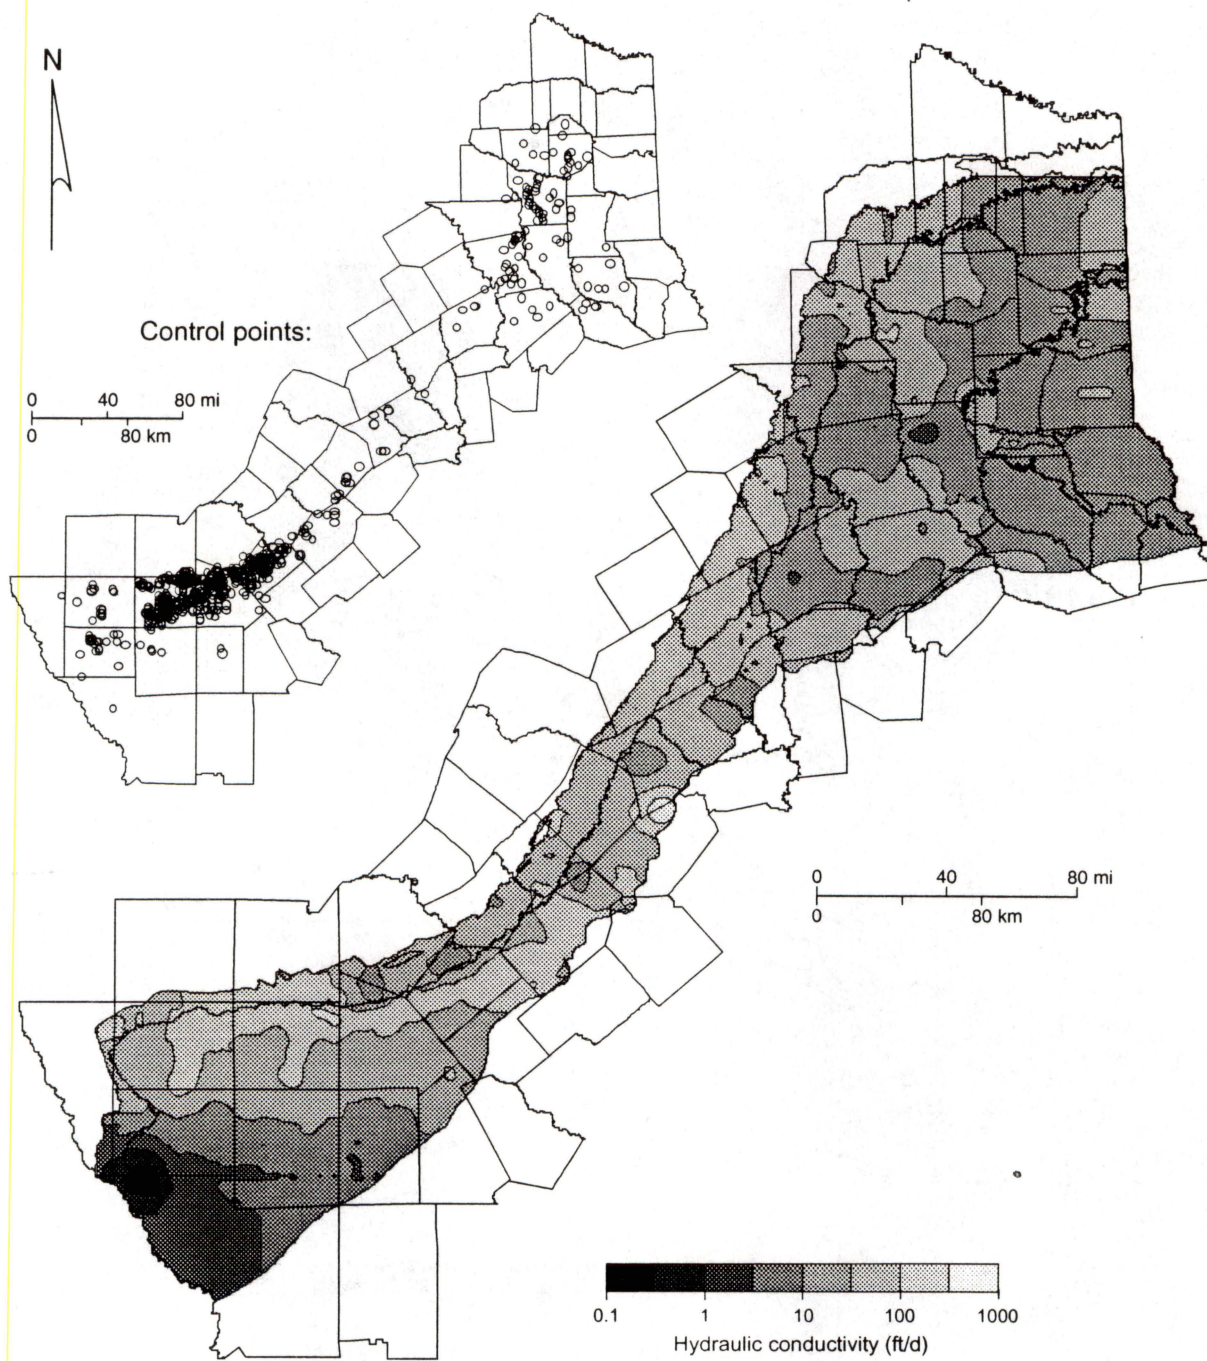 N
Control points:
0 40 80 mi
0 80 km
0 40 80 mi
0 80 km
0.1 1 10 100 1000
Hydraulic conductivity (ft/d)